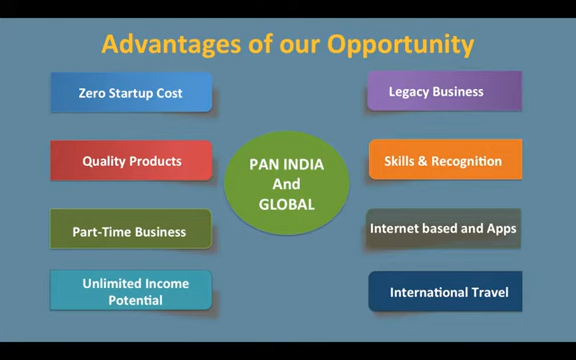 Advantages of our Opportunity
Zero Startup Cost
Quality Products
Part-Time Business
Unlimited Income
Potential
PAN INDIA
And
GLOBAL
Legacy Business
Skills & Recognition
Internet based and Apps
International Travel